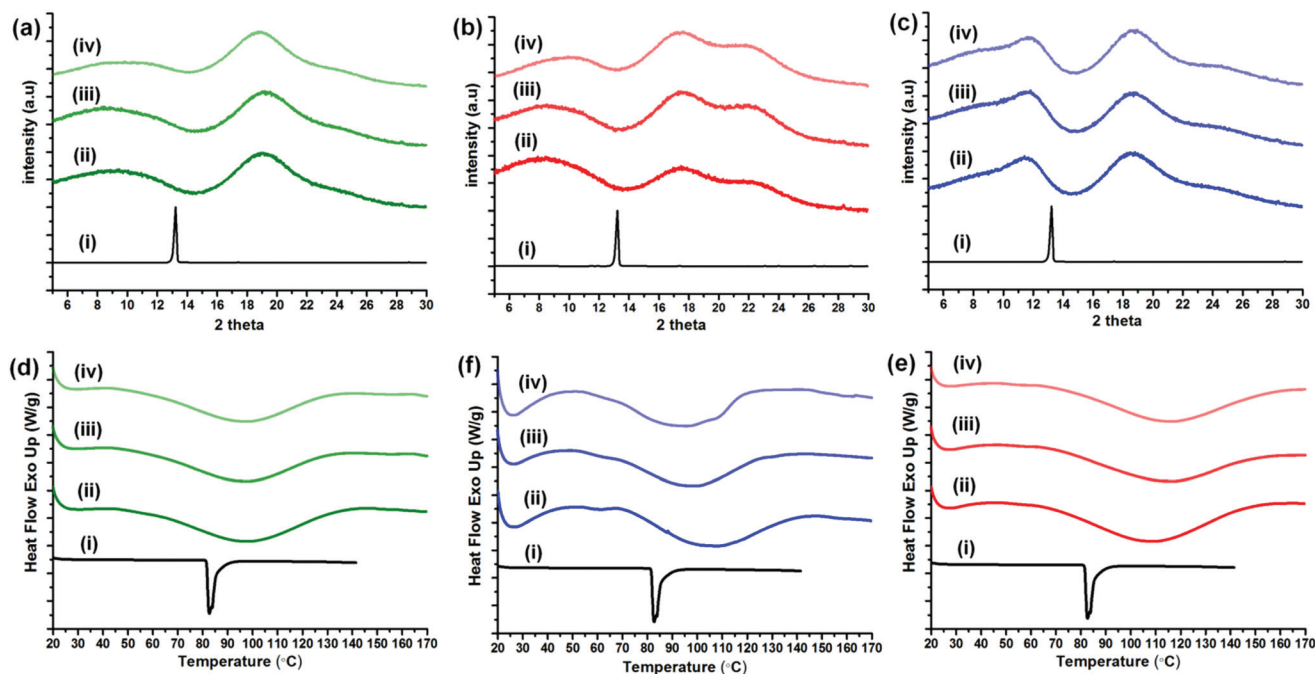 (a)
(iv)
(iii)
(ii)
(i)
intensity (a.u)
5 6 8 10 12 14 16 18 20 22 24 26 28 30
2 theta
(b)
(iv)
(iii)
(ii)
(i)
intensity (a.u)
5 6 8 10 12 14 16 18 20 22 24 26 28 30
2 theta
(c)
(iv)
(iii)
(ii)
(i)
intensity (a.u)
5 6 8 10 12 14 16 18 20 22 24 26 28 30
2 theta
(d)
(iv)
(iii)
(ii)
(i)
Heat Flow Exo Up (W/g)
20 30 40 50 60 70 80 90 100 110 120 130 140 150 160 170
Temperature (°C)
(f)
(iv)
(iii)
(ii)
(i)
Heat Flow Exo Up (W/g)
20 30 40 50 60 70 80 90 100 110 120 130 140 150 160 170
Temperature (°C)
(e)
(iv)
(iii)
(ii)
(i)
Heat Flow Exo Up (W/g)
20 30 40 50 60 70 80 90 100 110 120 130 140 150 160 170
Temperature (°C)